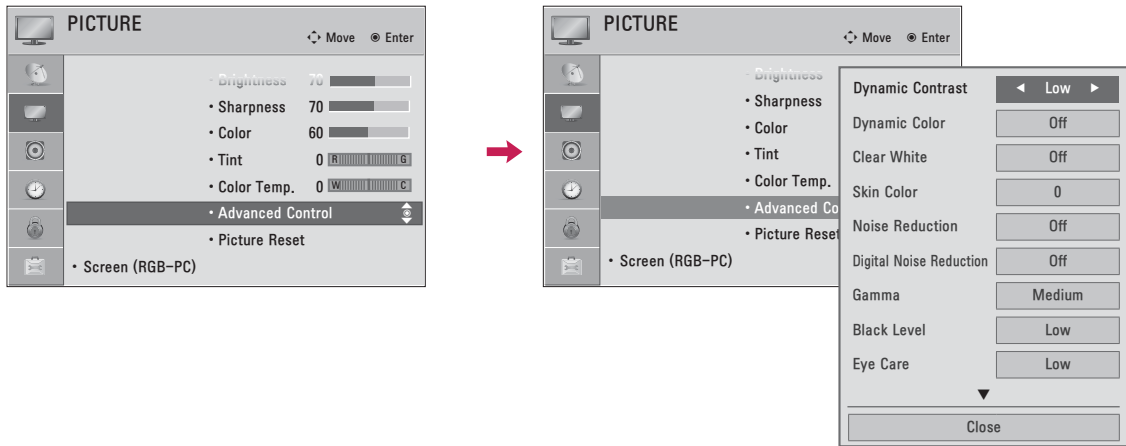 PICTURE
Move Enter
• Brightness 70
• Sharpness 70
• Color 60
• Tint 0 R G
• Color Temp. 0 W C
• Advanced Control
• Picture Reset
• Screen (RGB-PC)
PICTURE
Move Enter
• Brightness
• Sharpness
• Color
• Tint
• Color Temp.
• Advanced Co
• Picture Reset
• Screen (RGB-PC)
Dynamic Contrast ◄ Low ►
Dynamic Color Off
Clear White Off
Skin Color 0
Noise Reduction Off
Digital Noise Reduction Off
Gamma Medium
Black Level Low
Eye Care Low
▼
Close